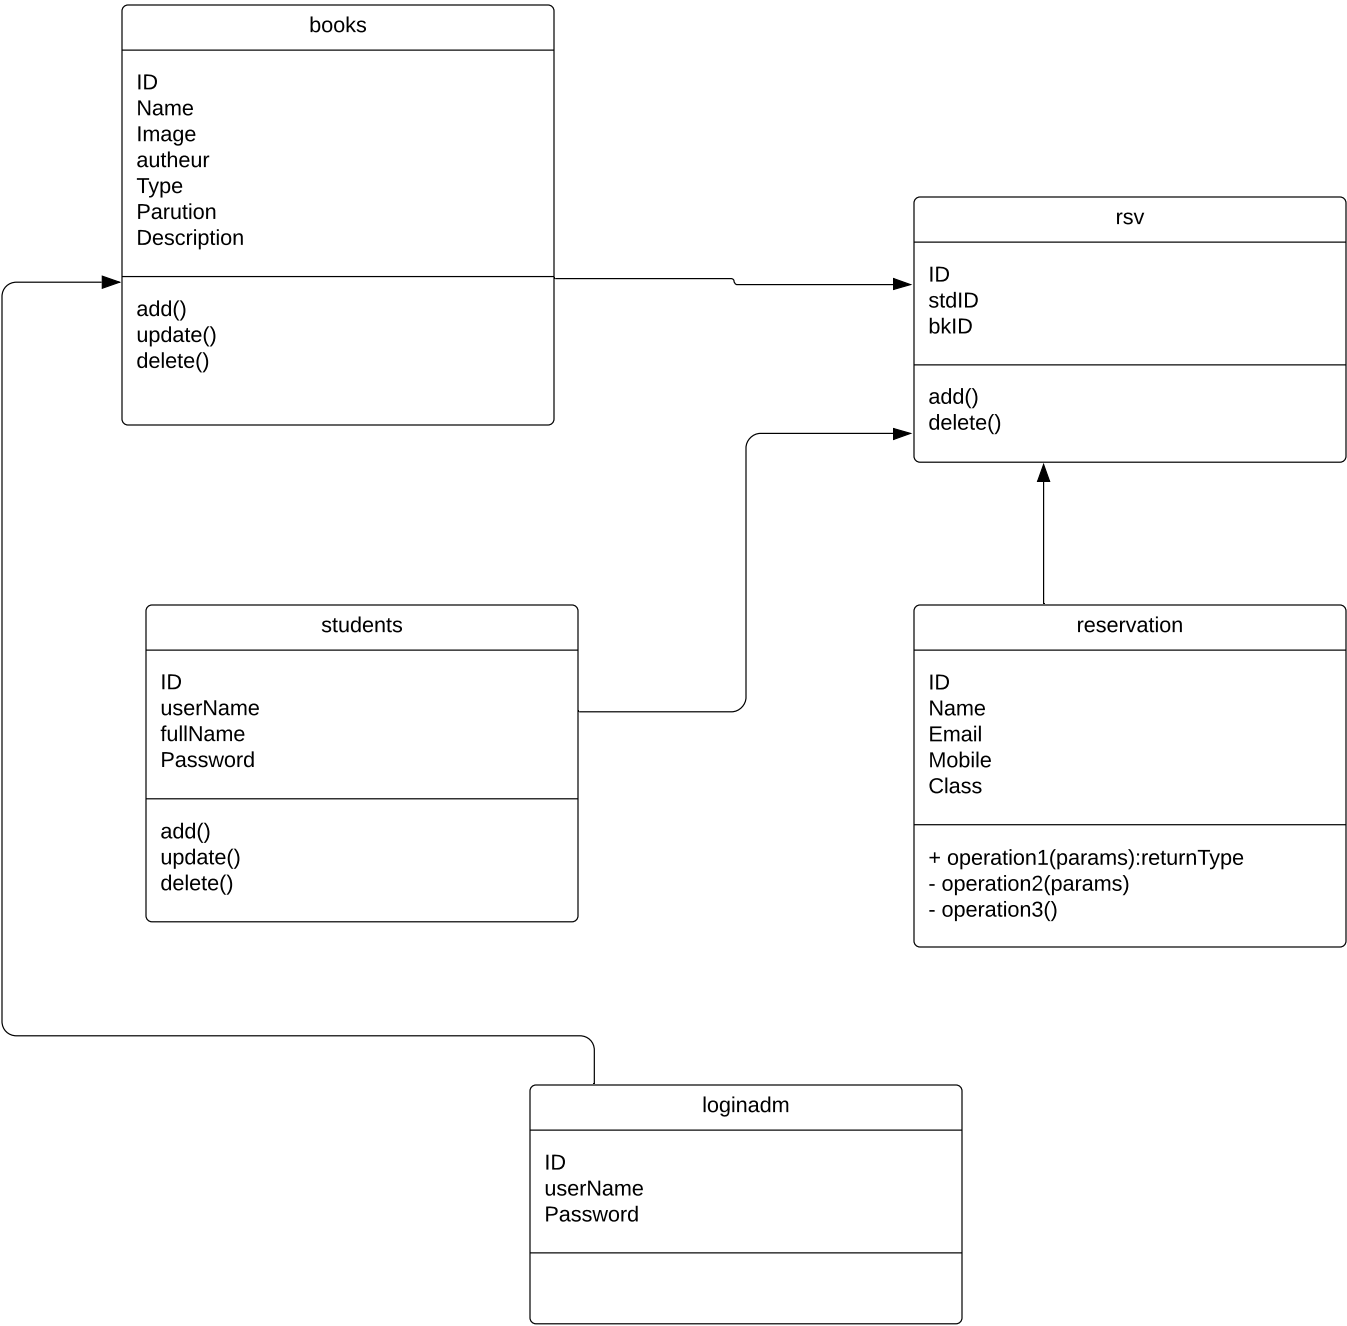 books
ID
Name
Image
autheur
Type
Parution
Description
add()
update()
delete()
rsv
ID
stdID
bkID
add()
delete()
students
ID
userName
fullName
Password
add()
update()
delete()
reservation
ID
Name
Email
Mobile
Class
+ operation1(params):returnType
- operation2(params)
- operation3()
loginadm
ID
userName
Password